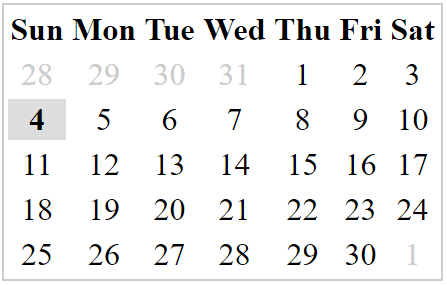 Sun Mon Tue Wed Thu Fri Sat
28 29 30 31 1 2 3
4 5 6 7 8 9 10
11 12 13 14 15 16 17
18 19 20 21 22 23 24
25 26 27 28 29 30 1